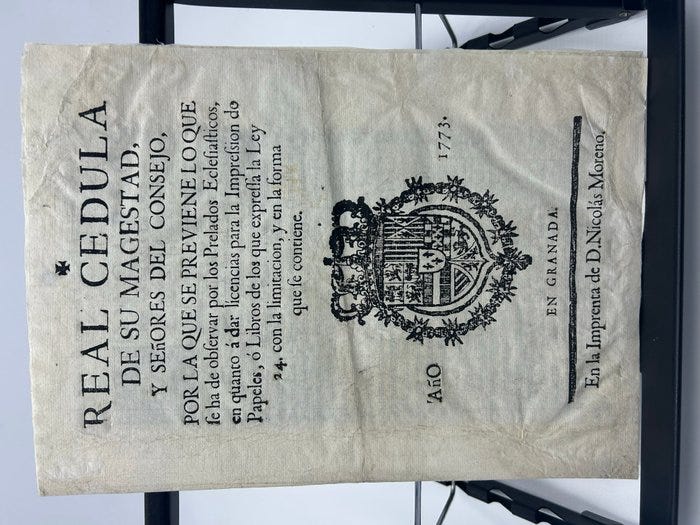 ✠
REAL CEDULA
DE SU MAGESTAD,
Y SEñORES DEL CONSEJO,
POR LA QUE SE PREVIENE LO QUE
ſe ha de obſervar por los Prelados Ecleſiaſticos,
en quanto à dar licencias para la Impreſsion do
Papeles, ó Libros de los que expreſſa la Ley
24. con la limitacion, y en la forma
que ſe contiene.
'AñO 1773.
EN GRANADA.
En la Imprenta de D. Nicolás Moreno,